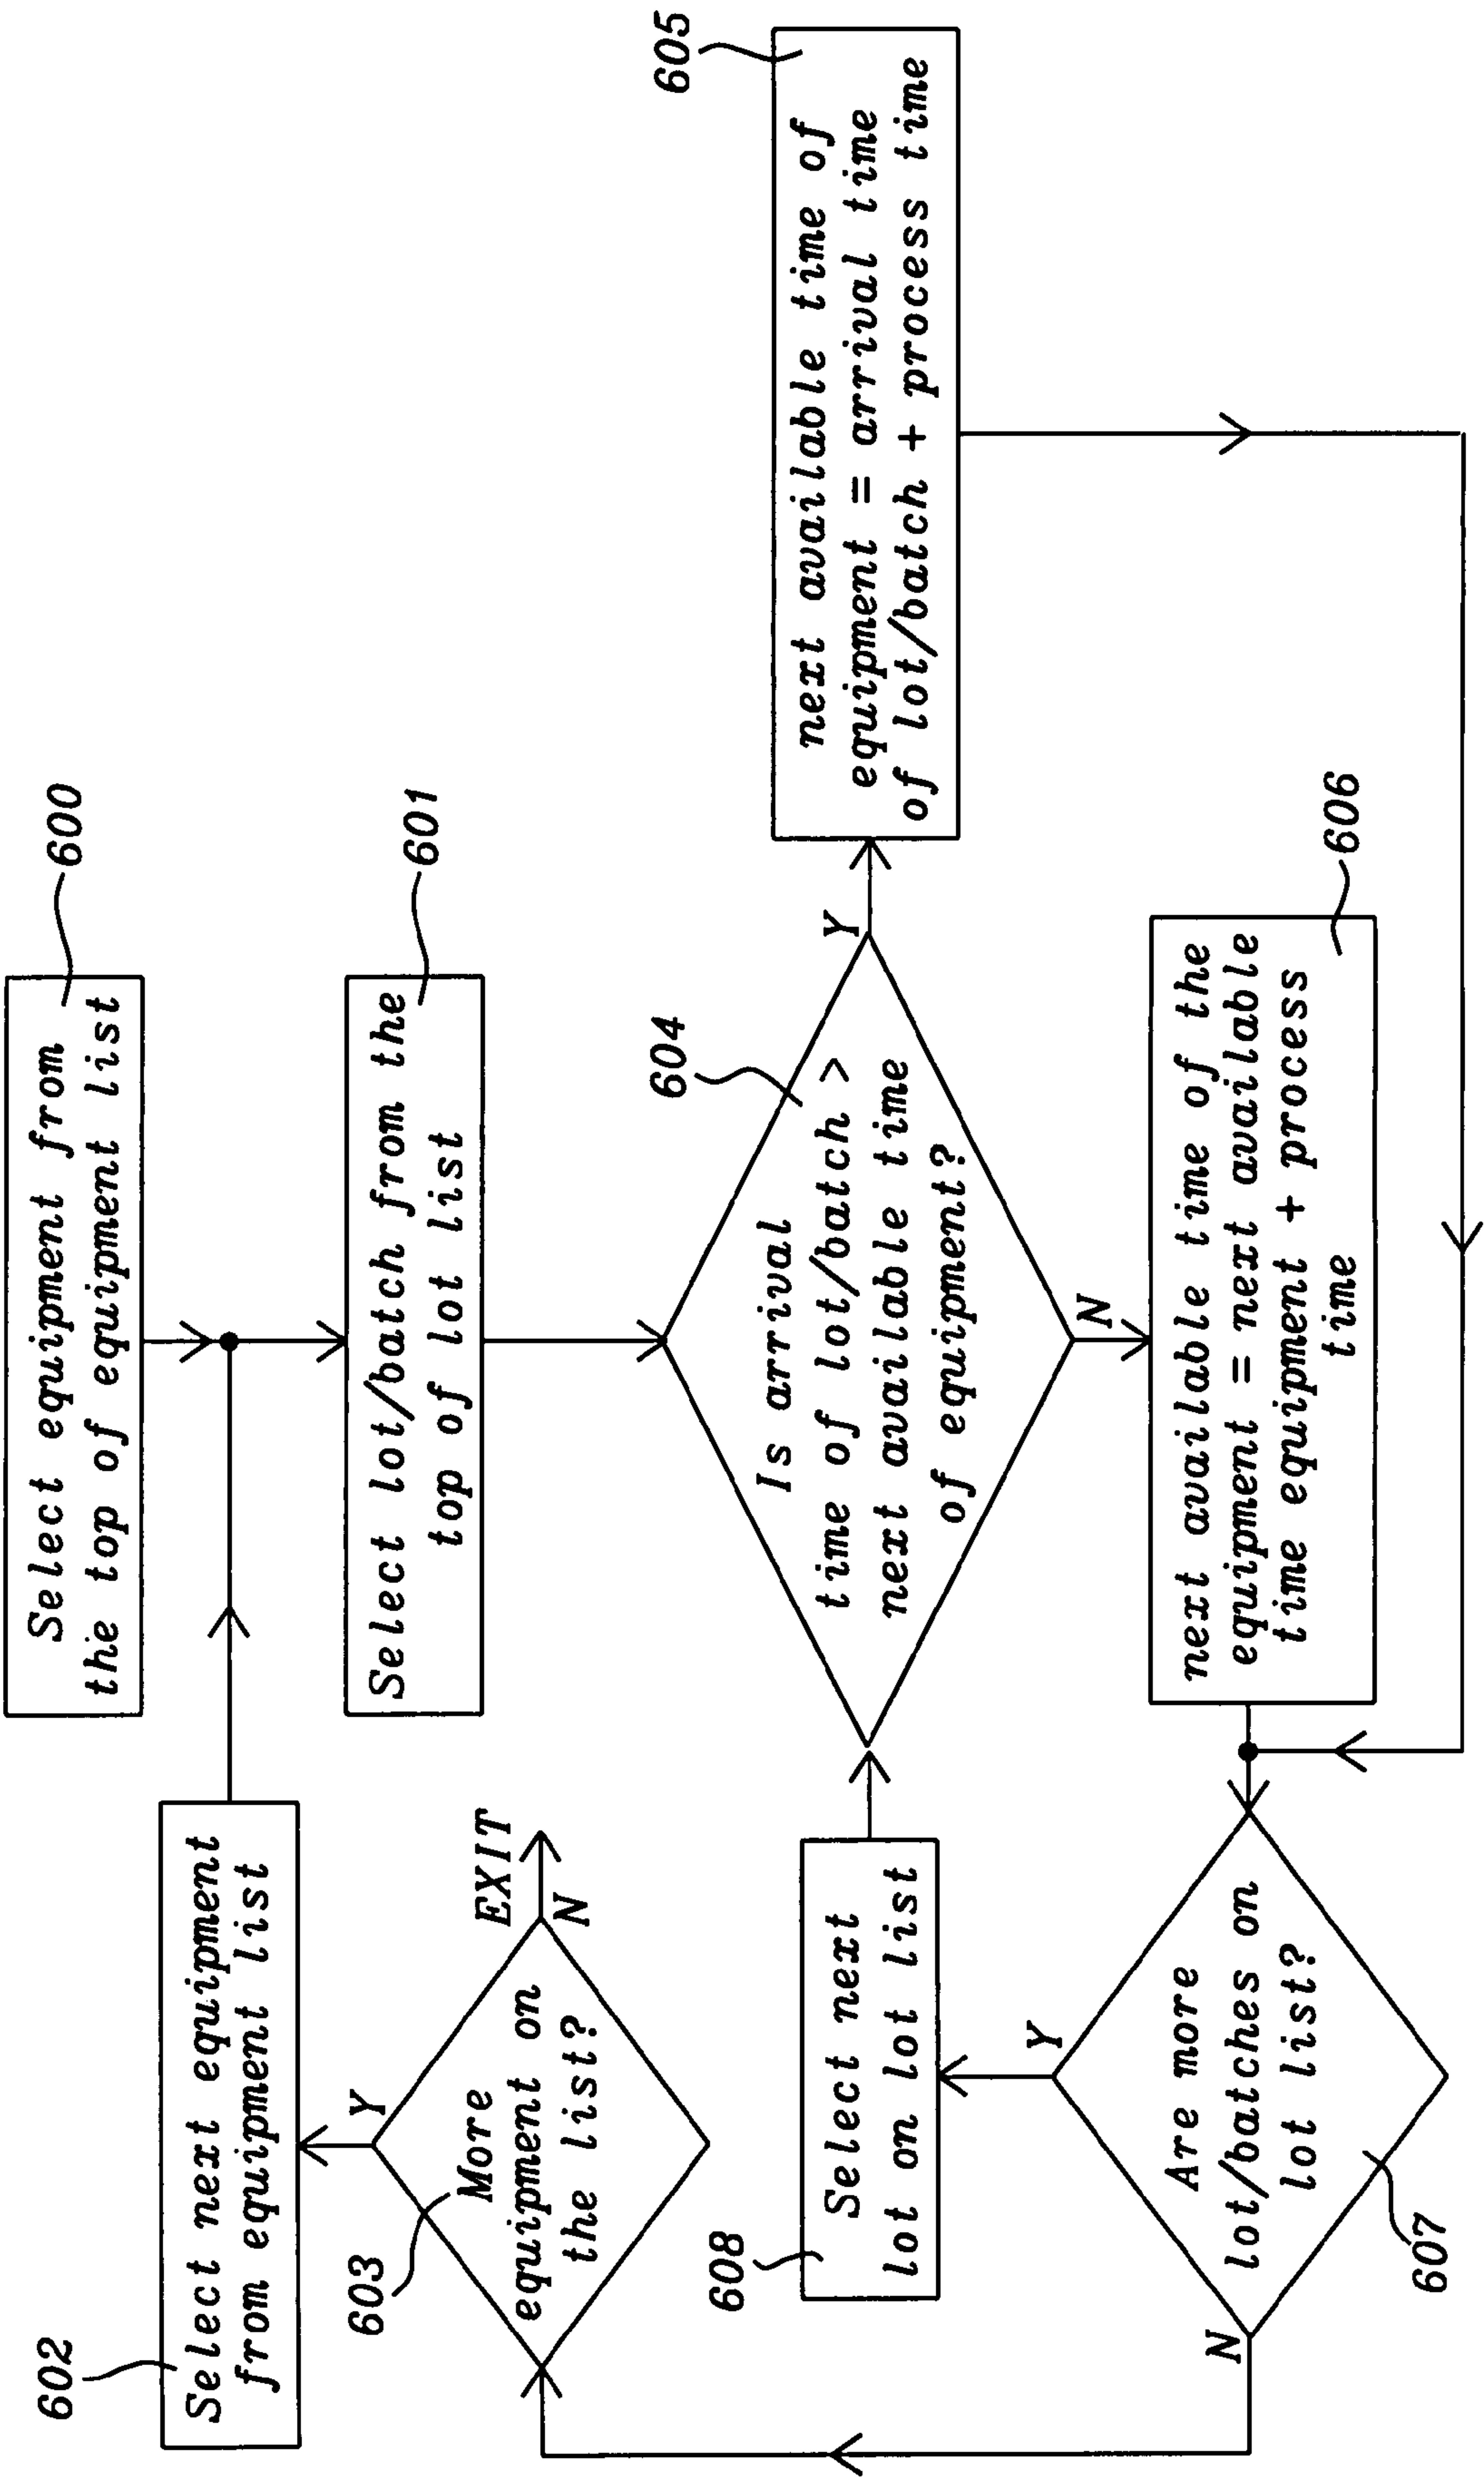 600
Select equipment from
the top of equipment list
602
Select next equipment
from equipment list
601
Select lot/batch from the
top of lot list
603
More
equipment on
the list?
Y
N
EXIT
604
Is arrival
time of lot/batch >
next available time
of equipment?
Y
N
605
next available time of
equipment = arrival time
of lot/batch + process time
608
Select next
lot on lot list
606
next available time of the
equipment = next available
time equipment + process
time
607
Are more
lot/batches on
lot list?
Y
N